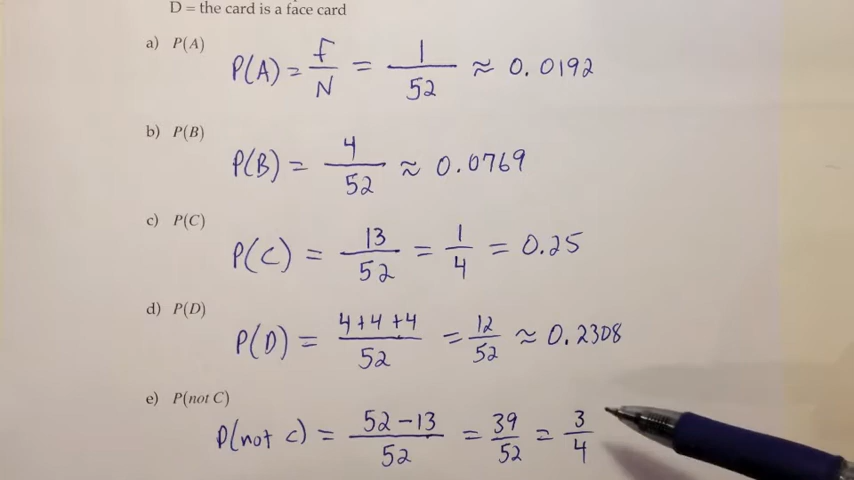 D = the card is a face card
a) P(A)
P(A) = f/N = 1/52 ≈ 0.0192
b) P(B)
P(B) = 4/52 ≈ 0.0769
c) P(C)
P(C) = 13/52 = 1/4 = 0.25
d) P(D)
P(D) = 4+4+4/52 = 12/52 ≈ 0.2308
e) P(not C)
P(not C) = 52-13/52 = 39/52 = 3/4